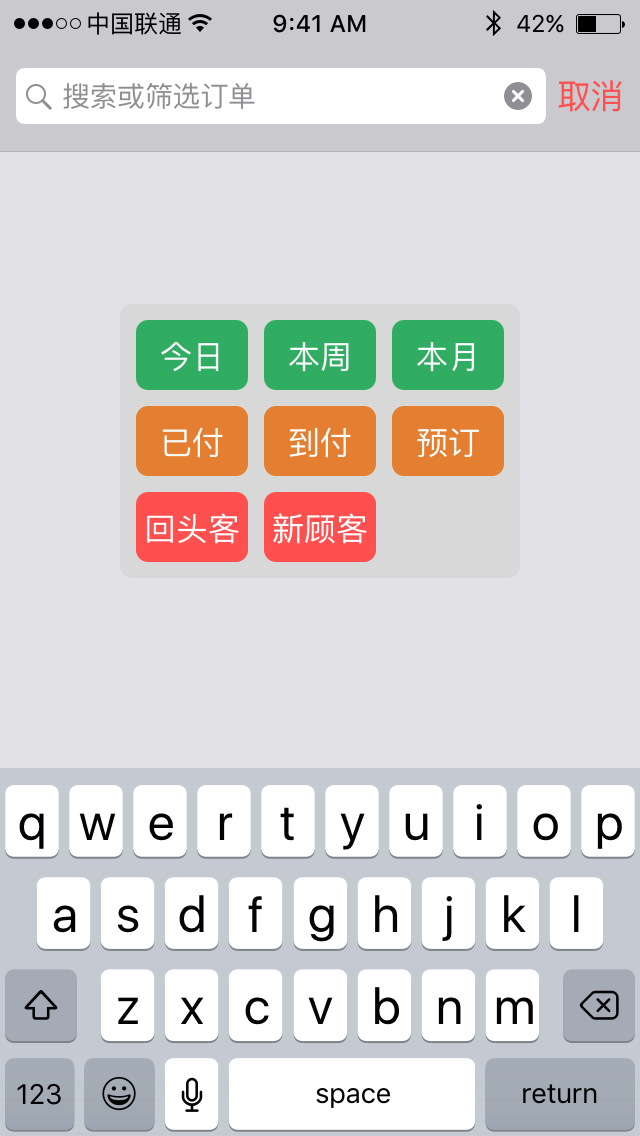 中国联通 9:41 AM 42%
搜索或筛选订单 取消
今日 本周 本月
已付 到付 预订
回头客 新顾客
q w e r t y u i o p
a s d f g h j k l
z x c v b n m
123 space return